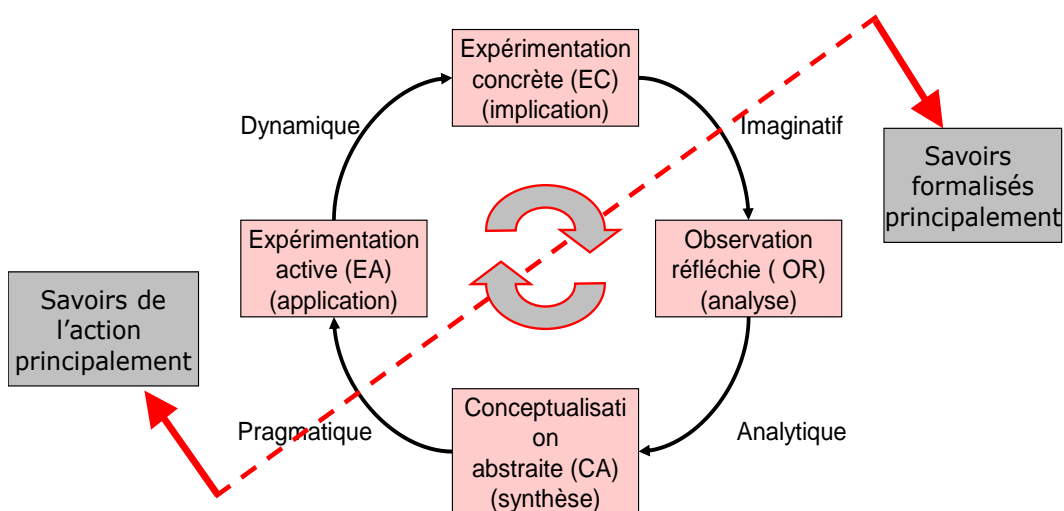 Expérimentation
concrète (EC)
(implication)
Dynamique
Imaginatif
Savoirs
formalisés
principalement
Expérimentation
active (EA)
(application)
Observation
réfléchie ( OR)
(analyse)
Savoirs de
l'action
principalement
Pragmatique
Conceptualisati
on
abstraite (CA)
(synthèse)
Analytique